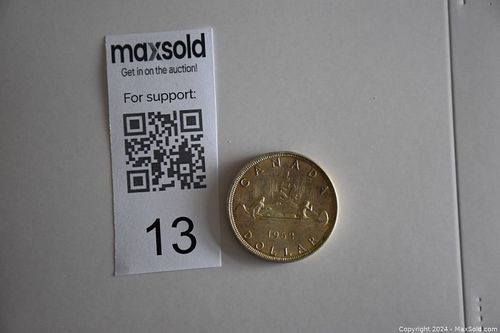 maxsold
Get in on the auction!
For support:
13
CANADA
DOLLAR
Copyright 2024 - MaxSold.com